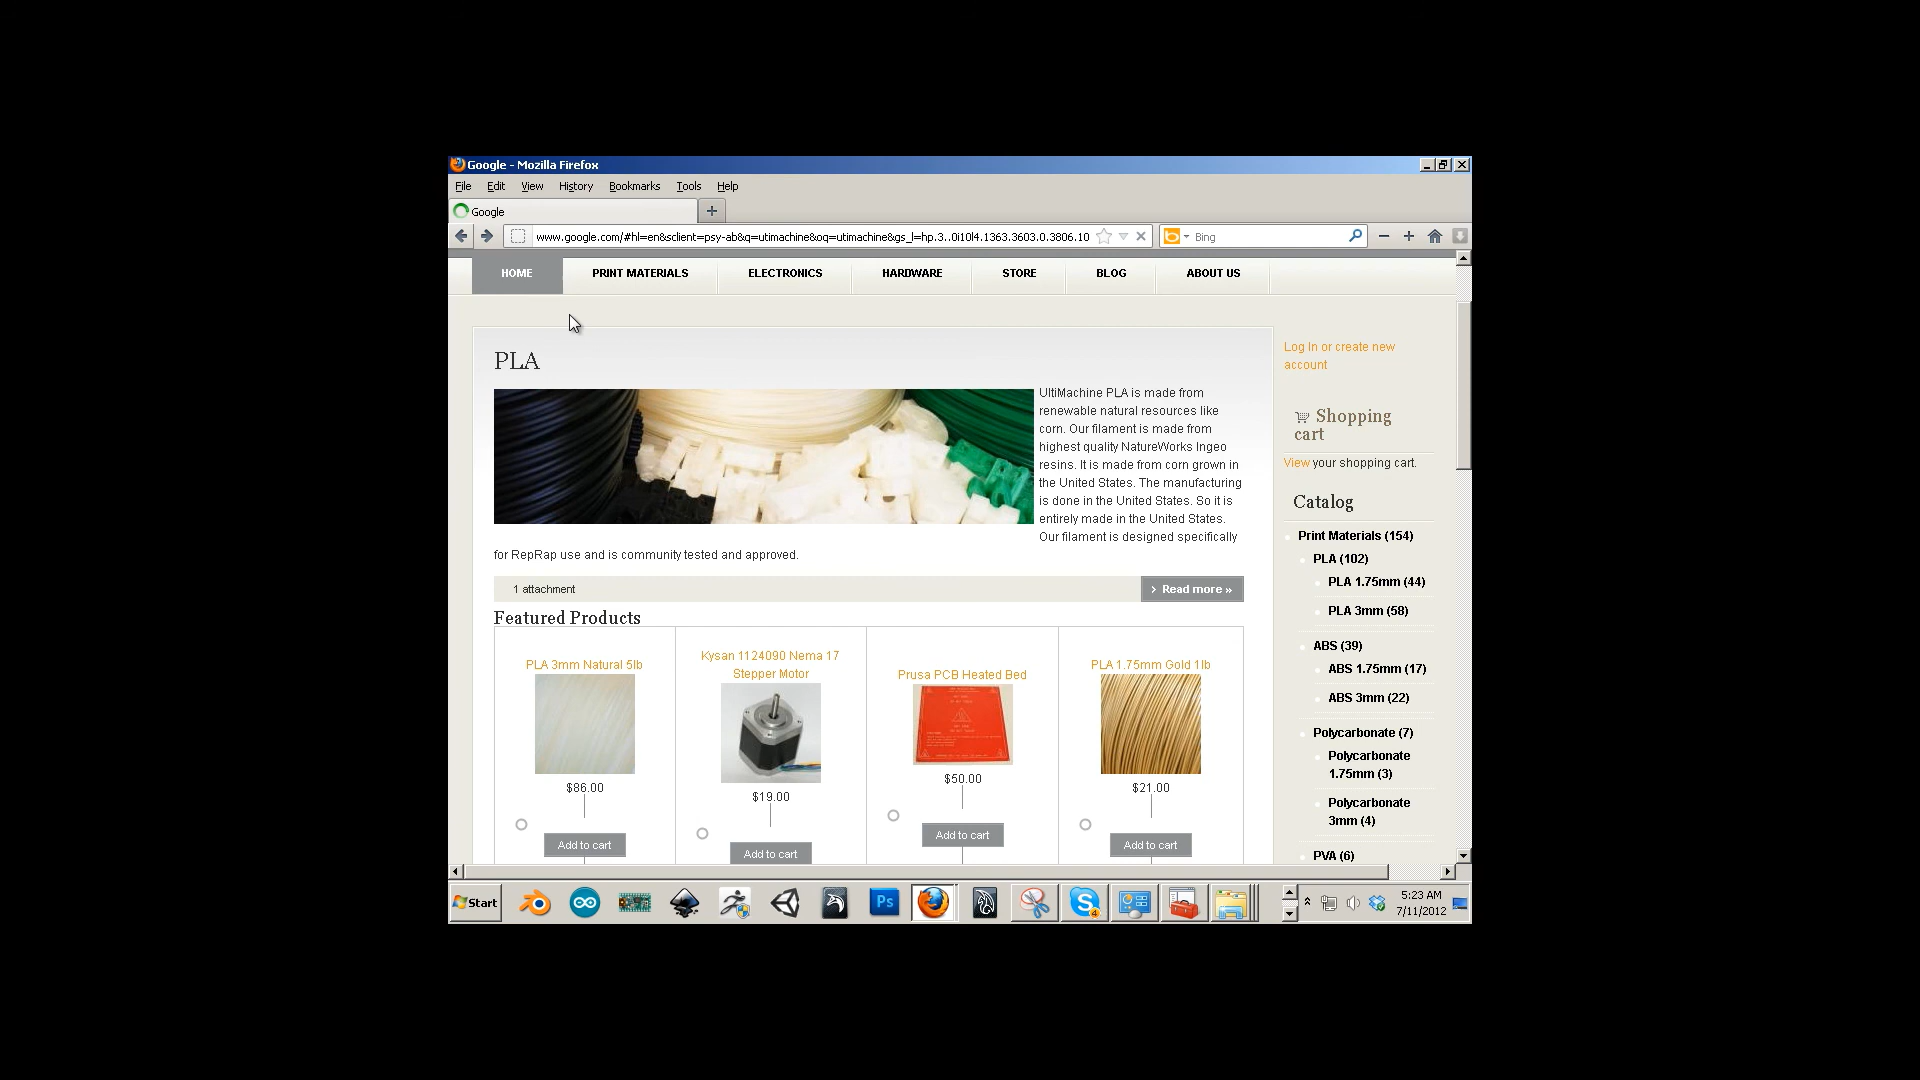 Google - Mozilla Firefox
File Edit View History Bookmarks Tools Help
Google
www.google.com/#hl=en&sclient=psy-ab&q=utimachine&oq=utimachine&gs_l=hp.3..0i10l4.1363.3603.0.3806.10
Bing
HOME PRINT MATERIALS ELECTRONICS HARDWARE STORE BLOG ABOUT US
PLA
UltiMachine PLA is made from
renewable natural resources like
corn. Our filament is made from
highest quality NatureWorks Ingeo
resins. It is made from corn grown in
the United States. The manufacturing
is done in the United States. So it is
entirely made in the United States.
Our filament is designed specifically
for RepRap use and is community tested and approved.
1 attachment
› Read more »
Featured Products
PLA 3mm Natural 5lb
$86.00
Add to cart
Kysan 1124090 Nema 17
Stepper Motor
$19.00
Add to cart
Prusa PCB Heated Bed
$50.00
Add to cart
PLA 1.75mm Gold 1lb
$21.00
Add to cart
Log In or create new
account
Shopping
cart
View your shopping cart.
Catalog
Print Materials (154)
PLA (102)
PLA 1.75mm (44)
PLA 3mm (58)
ABS (39)
ABS 1.75mm (17)
ABS 3mm (22)
Polycarbonate (7)
Polycarbonate
1.75mm (3)
Polycarbonate
3mm (4)
PVA (6)
Start
Ps
4
5:23 AM
7/11/2012